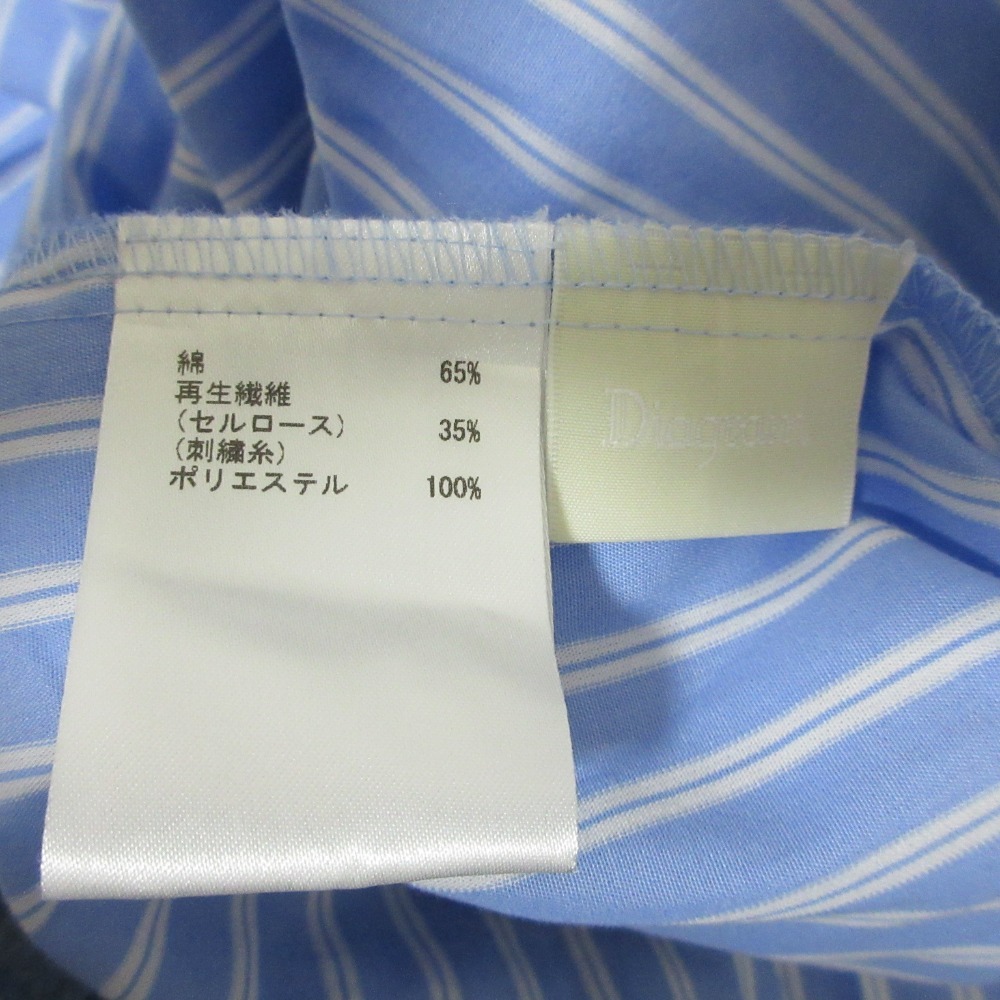 綿 65%
再生繊維
(セルロース) 35%
(刺繍糸)
ポリエステル 100%
Diagram